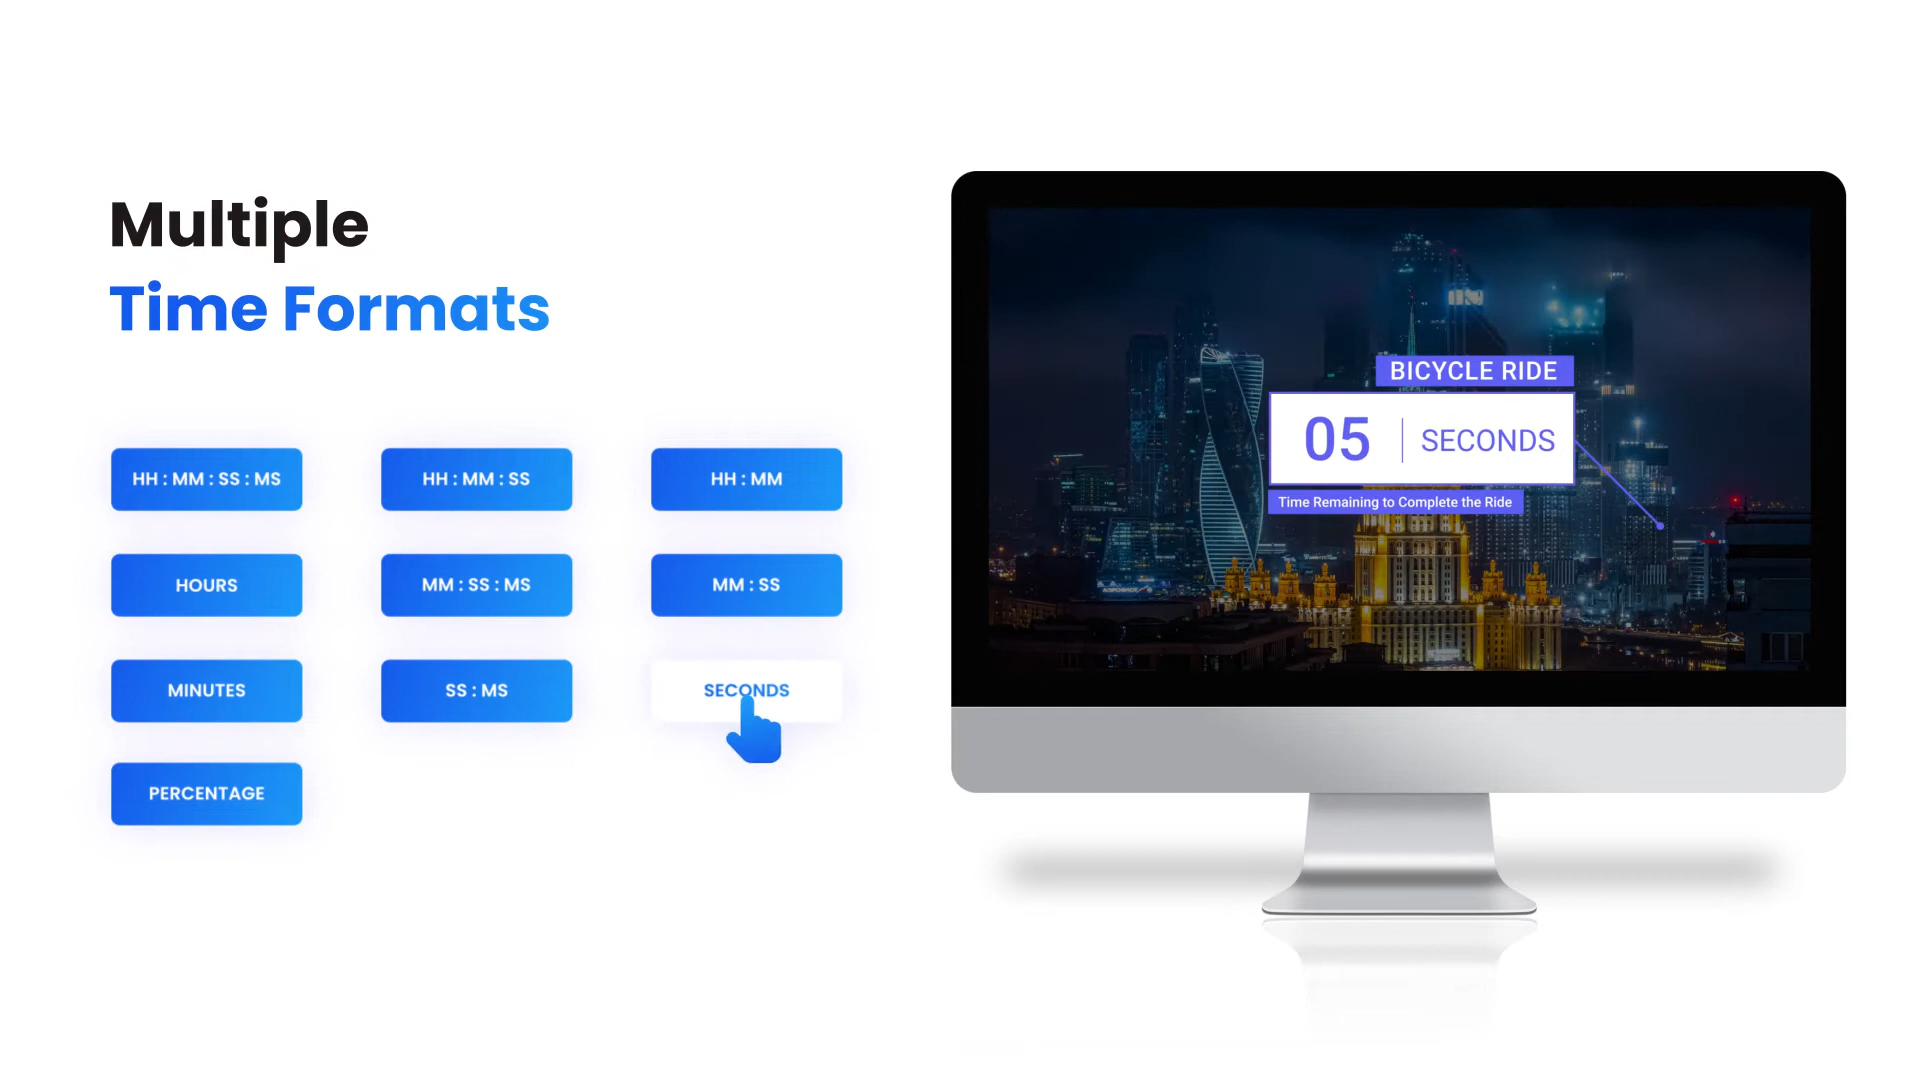 Multiple
Time Formats
HH : MM : SS : MS
HH : MM : SS
HH : MM
HOURS
MM : SS : MS
MM : SS
MINUTES
SS : MS
SECONDS
PERCENTAGE
BICYCLE RIDE
05 SECONDS
Time Remaining to Complete the Ride